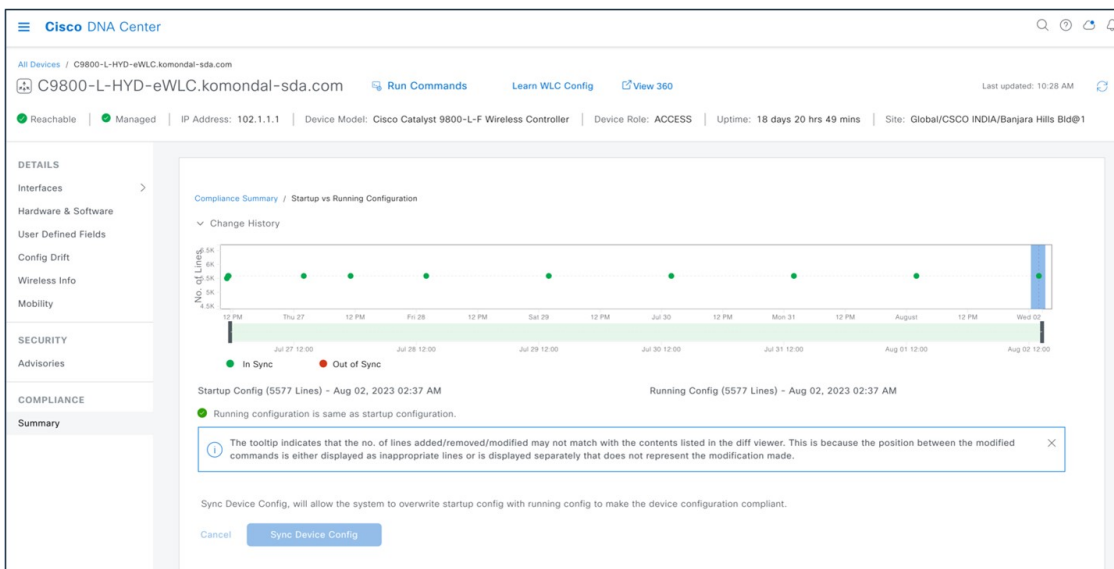 Cisco DNA Center
All Devices / C9800-L-HYD-eWLC.komondal-sda.com
C9800-L-HYD-eWLC.komondal-sda.com Run Commands Learn WLC Config View 360 Last updated: 10:28 AM
Reachable Managed IP Address: 102.1.1.1 Device Model: Cisco Catalyst 9800-L-F Wireless Controller Device Role: ACCESS Uptime: 18 days 20 hrs 49 mins Site: Global/CSCO INDIA/Banjara Hills Bld@1
DETAILS
Interfaces
Hardware & Software
User Defined Fields
Config Drift
Wireless Info
Mobility
SECURITY
Advisories
COMPLIANCE
Summary
Compliance Summary / Startup vs Running Configuration
Change History
No. of Lines
6.5K
6K
5.5K
5K
4.5K
12 PM Thu 27 12 PM Fri 28 12 PM Sat 29 12 PM Jul 30 12 PM Mon 31 12 PM August 12 PM Wed 02
Jul 27 12:00 Jul 28 12:00 Jul 29 12:00 Jul 30 12:00 Jul 31 12:00 Aug 01 12:00 Aug 02 12:00
In Sync Out of Sync
Startup Config (5577 Lines) - Aug 02, 2023 02:37 AM Running Config (5577 Lines) - Aug 02, 2023 02:37 AM
Running configuration is same as startup configuration.
The tooltip indicates that the no. of lines added/removed/modified may not match with the contents listed in the diff viewer. This is because the position between the modified
commands is either displayed as inappropriate lines or is displayed separately that does not represent the modification made.
Sync Device Config, will allow the system to overwrite startup config with running config to make the device configuration compliant.
Cancel Sync Device Config